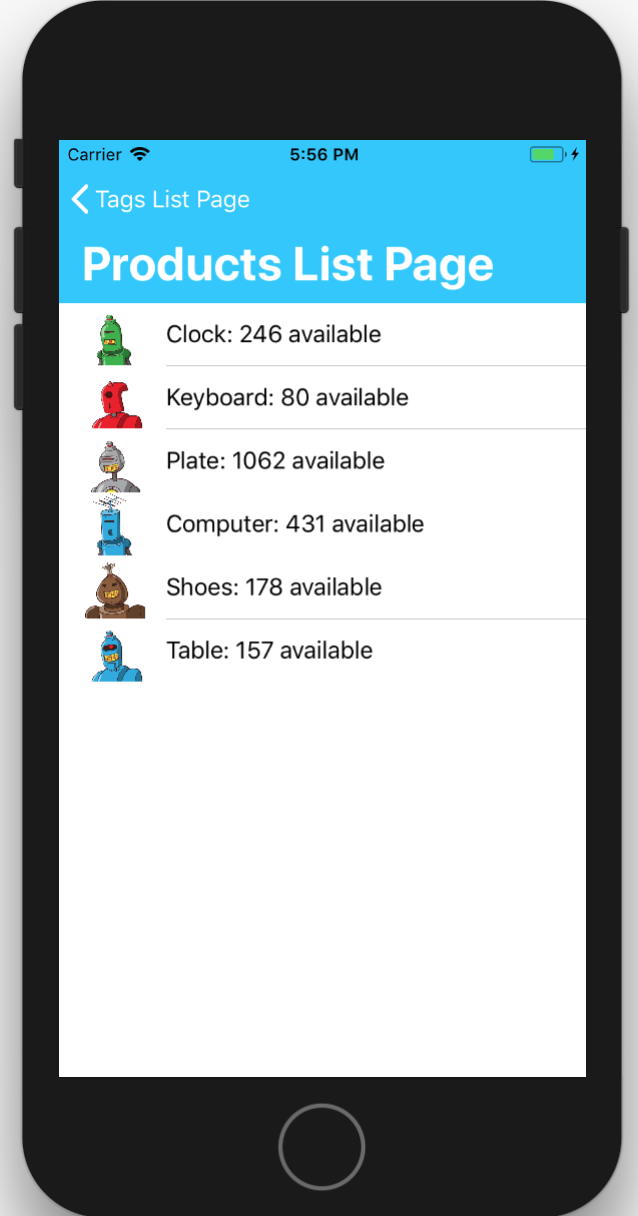 Carrier 5:56 PM
Tags List Page
Products List Page
Clock: 246 available
Keyboard: 80 available
Plate: 1062 available
Computer: 431 available
Shoes: 178 available
Table: 157 available